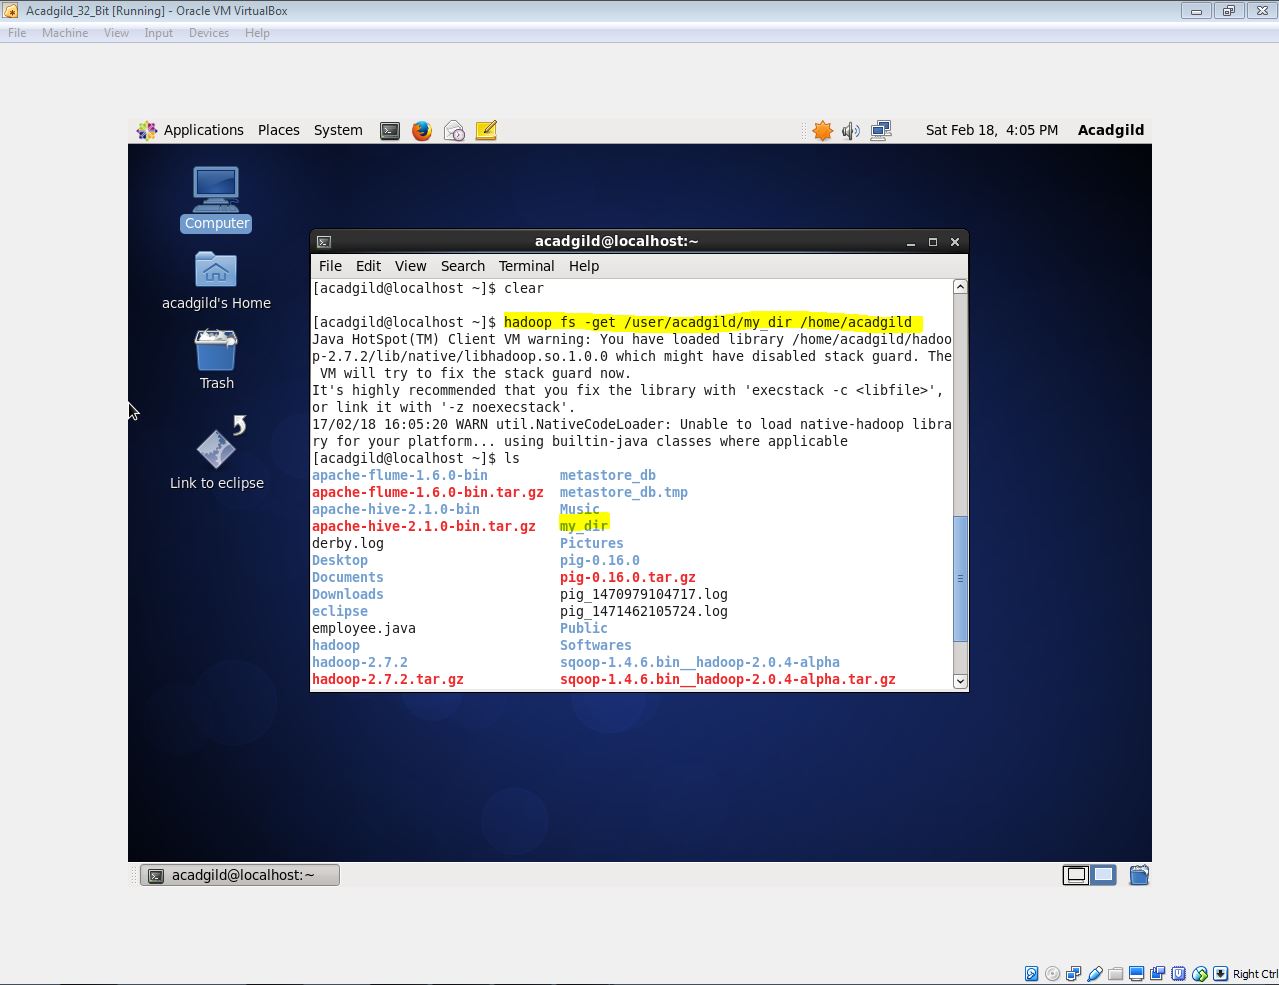 Acadgild_32_Bit [Running] - Oracle VM VirtualBox
File Machine View Input Devices Help
Applications Places System Sat Feb 18, 4:05 PM Acadgild
Computer
acadgild's Home
Trash
Link to eclipse
acadgild@localhost:~
File Edit View Search Terminal Help
[acadgild@localhost ~]$ clear
[acadgild@localhost ~]$ hadoop fs -get /user/acadgild/my_dir /home/acadgild
Java HotSpot(TM) Client VM warning: You have loaded library /home/acadgild/hadoo
p-2.7.2/lib/native/libhadoop.so.1.0.0 which might have disabled stack guard. The
 VM will try to fix the stack guard now.
It's highly recommended that you fix the library with 'execstack -c <libfile>',
or link it with '-z noexecstack'.
17/02/18 16:05:20 WARN util.NativeCodeLoader: Unable to load native-hadoop libra
ry for your platform... using builtin-java classes where applicable
[acadgild@localhost ~]$ ls
apache-flume-1.6.0-bin metastore_db
apache-flume-1.6.0-bin.tar.gz metastore_db.tmp
apache-hive-2.1.0-bin Music
apache-hive-2.1.0-bin.tar.gz my_dir
derby.log Pictures
Desktop pig-0.16.0
Documents pig-0.16.0.tar.gz
Downloads pig_1470979104717.log
eclipse pig_1471462105724.log
employee.java Public
hadoop Softwares
hadoop-2.7.2 sqoop-1.4.6.bin__hadoop-2.0.4-alpha
hadoop-2.7.2.tar.gz sqoop-1.4.6.bin__hadoop-2.0.4-alpha.tar.gz
acadgild@localhost:~
Right Ctrl